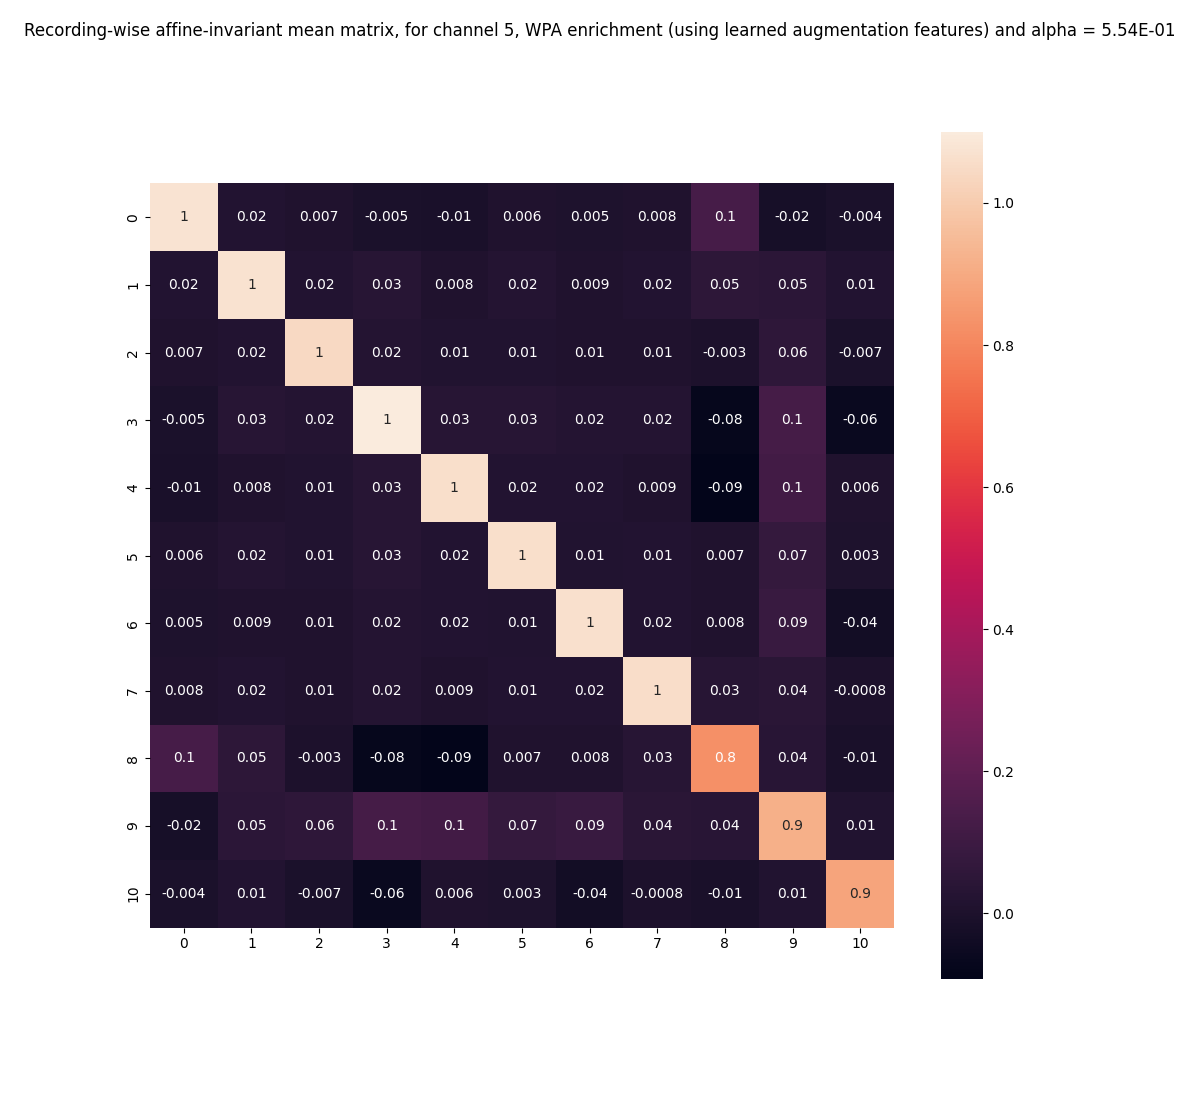 Recording-wise affine-invariant mean matrix, for channel 5, WPA enrichment (using learned augmentation features) and alpha = 5.54E-01
0 1 0.02 0.007 -0.005 -0.01 0.006 0.005 0.008 0.1 -0.02 -0.004
1 0.02 1 0.02 0.03 0.008 0.02 0.009 0.02 0.05 0.05 0.01
2 0.007 0.02 1 0.02 0.01 0.01 0.01 0.01 -0.003 0.06 -0.007
3 -0.005 0.03 0.02 1 0.03 0.03 0.02 0.02 -0.08 0.1 -0.06
4 -0.01 0.008 0.01 0.03 1 0.02 0.02 0.009 -0.09 0.1 0.006
5 0.006 0.02 0.01 0.03 0.02 1 0.01 0.01 0.007 0.07 0.003
6 0.005 0.009 0.01 0.02 0.02 0.01 1 0.02 0.008 0.09 -0.04
7 0.008 0.02 0.01 0.02 0.009 0.01 0.02 1 0.03 0.04 -0.0008
8 0.1 0.05 -0.003 -0.08 -0.09 0.007 0.008 0.03 0.8 0.04 -0.01
9 -0.02 0.05 0.06 0.1 0.1 0.07 0.09 0.04 0.04 0.9 0.01
10 -0.004 0.01 -0.007 -0.06 0.006 0.003 -0.04 -0.0008 -0.01 0.01 0.9
0 1 2 3 4 5 6 7 8 9 10
1.0
0.8
0.6
0.4
0.2
0.0